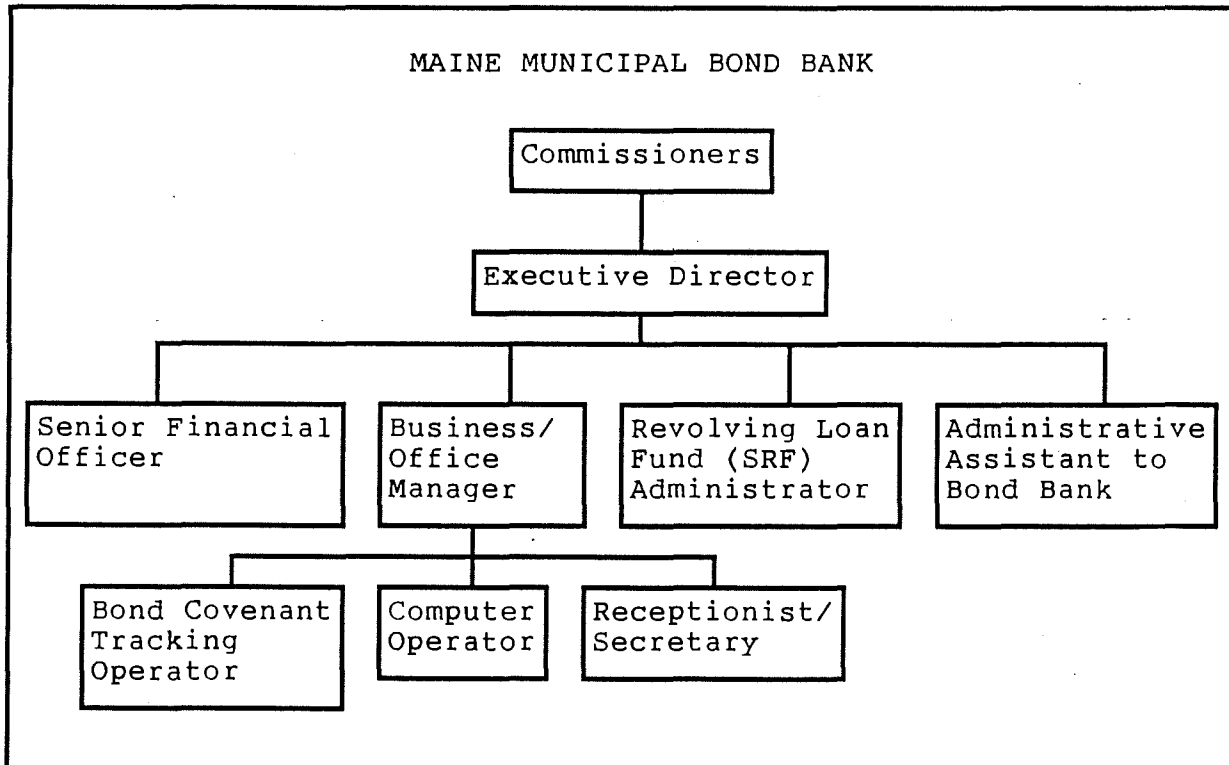 MAINE MUNICIPAL BOND BANK
Commissioners
Executive Director
Senior Financial
Officer
Business/
Office
Manager
Revolving Loan
Fund (SRF)
Administrator
Administrative
Assistant to
Bond Bank
Bond Covenant
Tracking
Operator
Computer
Operator
Receptionist/
Secretary